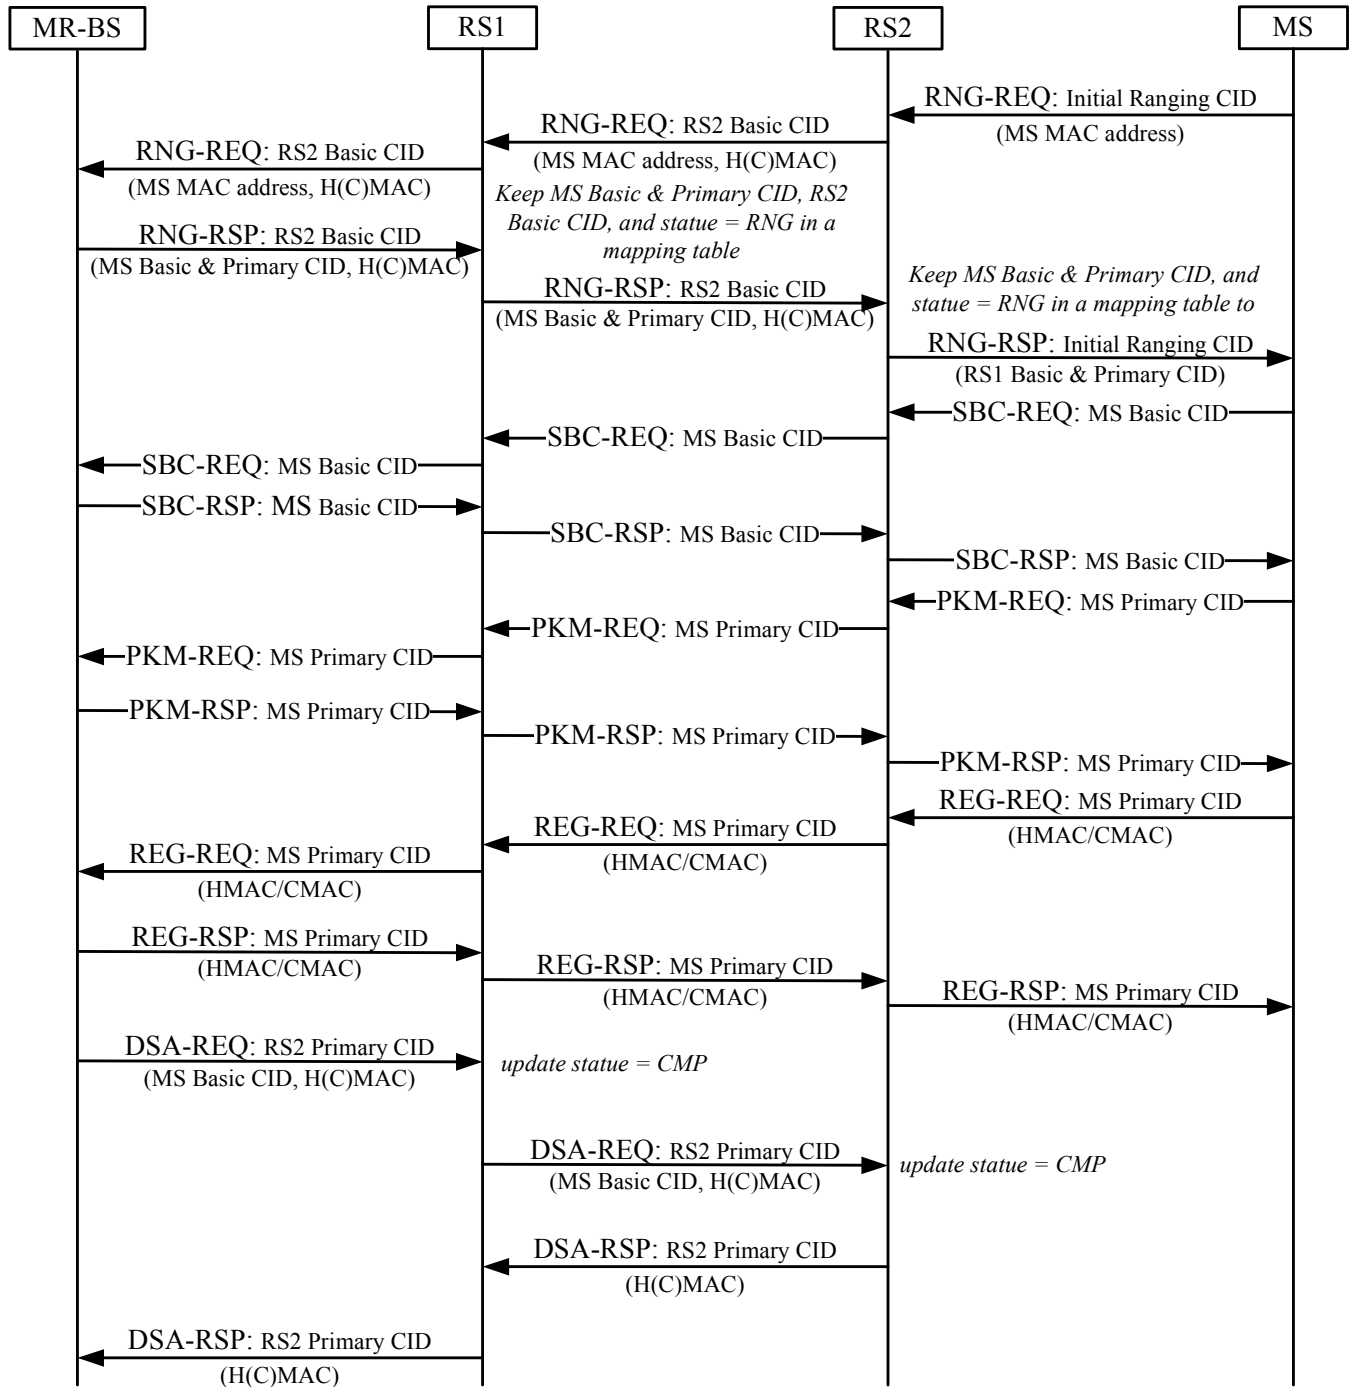 MR-BS
RS1
RS2
MS
RNG-REQ: Initial Ranging CID
(MS MAC address)
RNG-REQ: RS2 Basic CID
(MS MAC address, H(C)MAC)
RNG-REQ: RS2 Basic CID
(MS MAC address, H(C)MAC)
Keep MS Basic & Primary CID, RS2
Basic CID, and statue = RNG in a
mapping table
RNG-RSP: RS2 Basic CID
(MS Basic & Primary CID, H(C)MAC)
RNG-RSP: RS2 Basic CID
(MS Basic & Primary CID, H(C)MAC)
Keep MS Basic & Primary CID, and
statue = RNG in a mapping table to
RNG-RSP: Initial Ranging CID
(RS1 Basic & Primary CID)
SBC-REQ: MS Basic CID
SBC-REQ: MS Basic CID
SBC-REQ: MS Basic CID
SBC-RSP: MS Basic CID
SBC-RSP: MS Basic CID
SBC-RSP: MS Basic CID
PKM-REQ: MS Primary CID
PKM-REQ: MS Primary CID
PKM-REQ: MS Primary CID
PKM-RSP: MS Primary CID
PKM-RSP: MS Primary CID
PKM-RSP: MS Primary CID
REG-REQ: MS Primary CID
(HMAC/CMAC)
REG-REQ: MS Primary CID
(HMAC/CMAC)
REG-REQ: MS Primary CID
(HMAC/CMAC)
REG-RSP: MS Primary CID
(HMAC/CMAC)
REG-RSP: MS Primary CID
(HMAC/CMAC)
REG-RSP: MS Primary CID
(HMAC/CMAC)
DSA-REQ: RS2 Primary CID
(MS Basic CID, H(C)MAC)
update statue = CMP
DSA-REQ: RS2 Primary CID
(MS Basic CID, H(C)MAC)
update statue = CMP
DSA-RSP: RS2 Primary CID
(H(C)MAC)
DSA-RSP: RS2 Primary CID
(H(C)MAC)